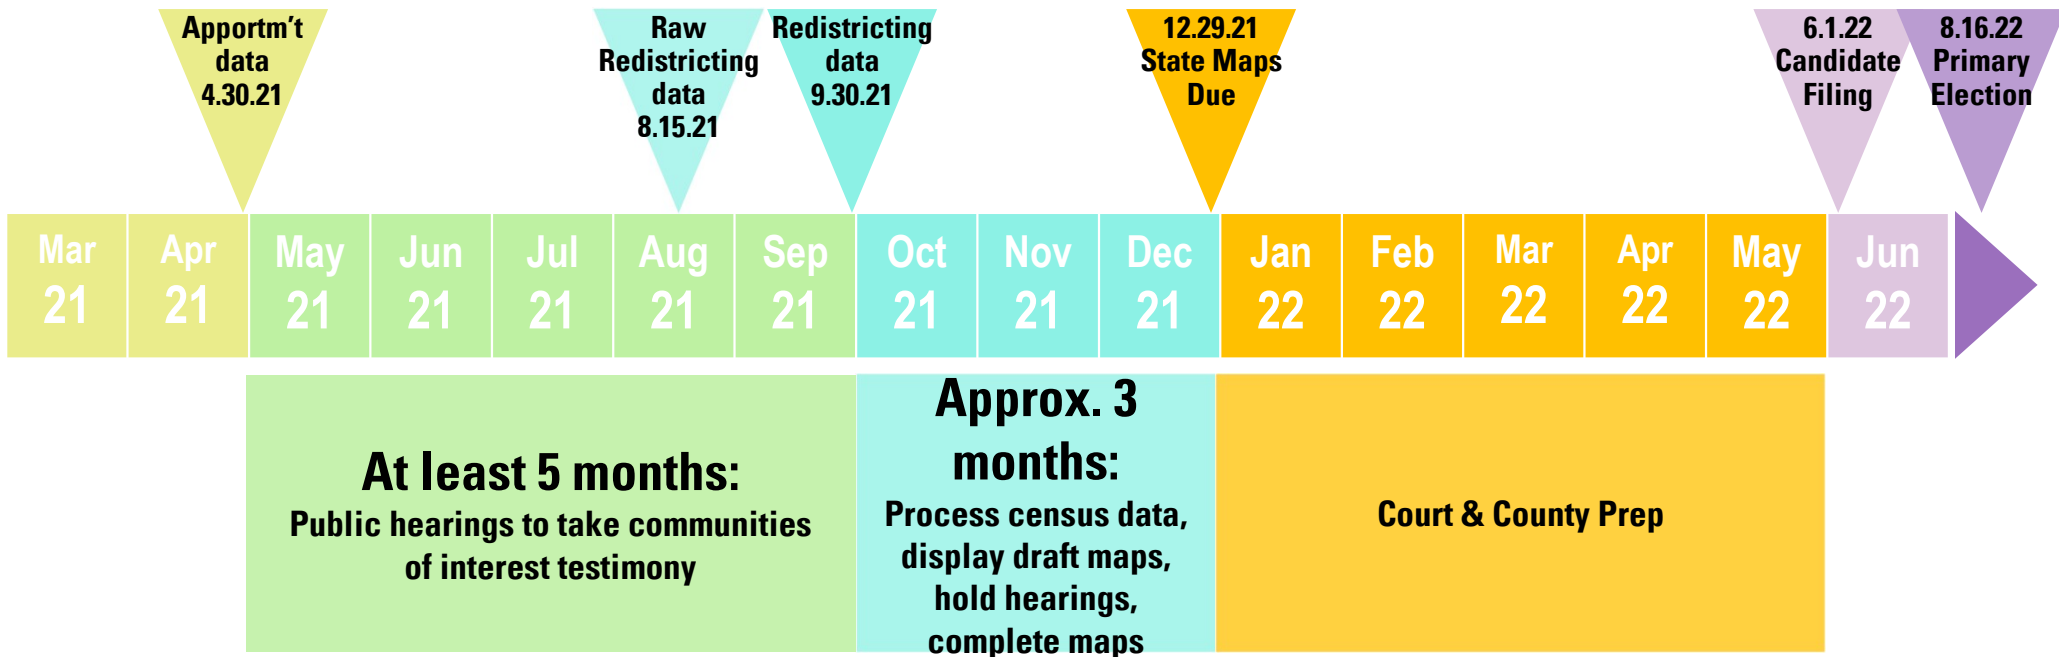 Apportm't
data
4.30.21
Raw
Redistricting
data
8.15.21
Redistricting
data
9.30.21
12.29.21
State Maps
Due
6.1.22
Candidate
Filing
8.16.22
Primary
Election
Mar
21
Apr
21
May
21
Jun
21
Jul
21
Aug
21
Sep
21
Oct
21
Nov
21
Dec
21
Jan
22
Feb
22
Mar
22
Apr
22
May
22
Jun
22
At least 5 months:
Public hearings to take communities
of interest testimony
Approx. 3
months:
Process census data,
display draft maps,
hold hearings,
complete maps
Court & County Prep